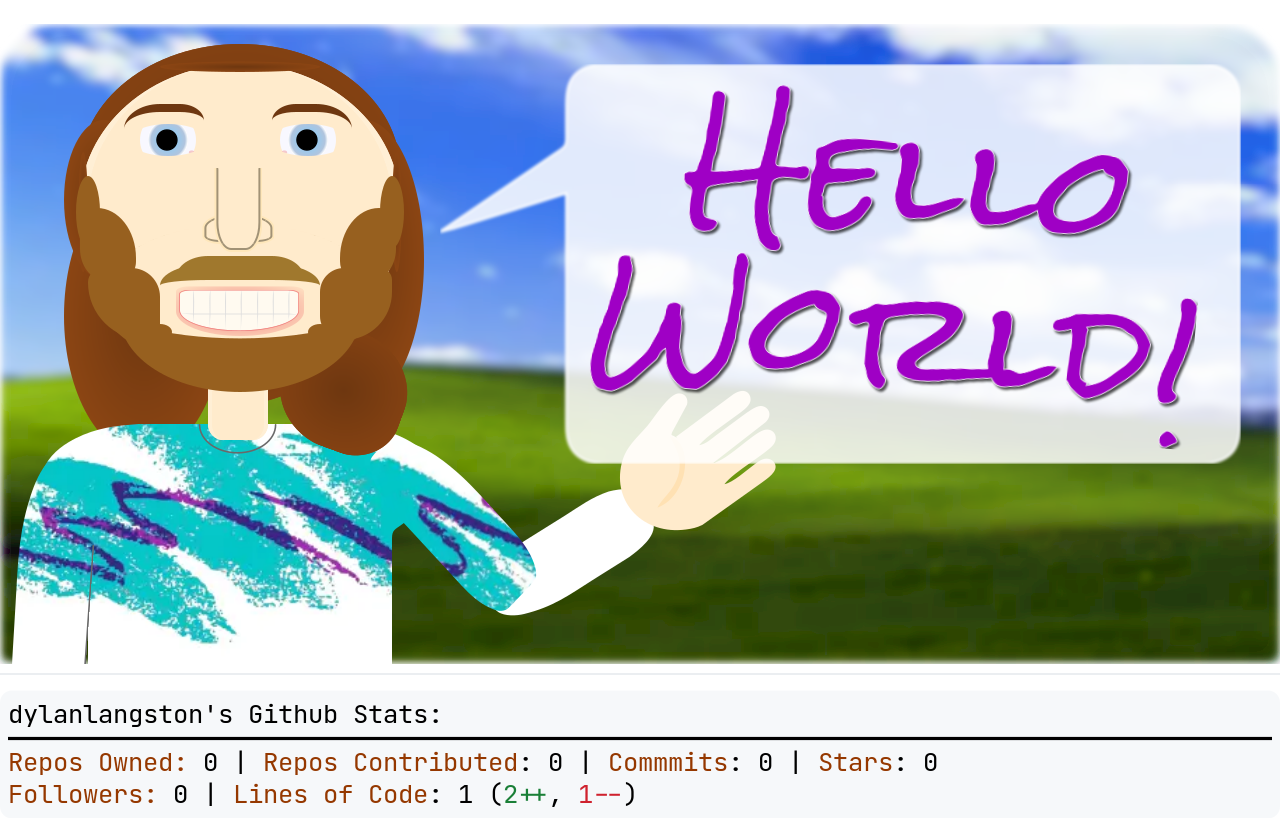 Hello
World!
dylanlangston's Github Stats:
Repos Owned: 0 | Repos Contributed: 0 | Commmits: 0 | Stars: 0
Followers: 0 | Lines of Code: 1 (2++, 1--)